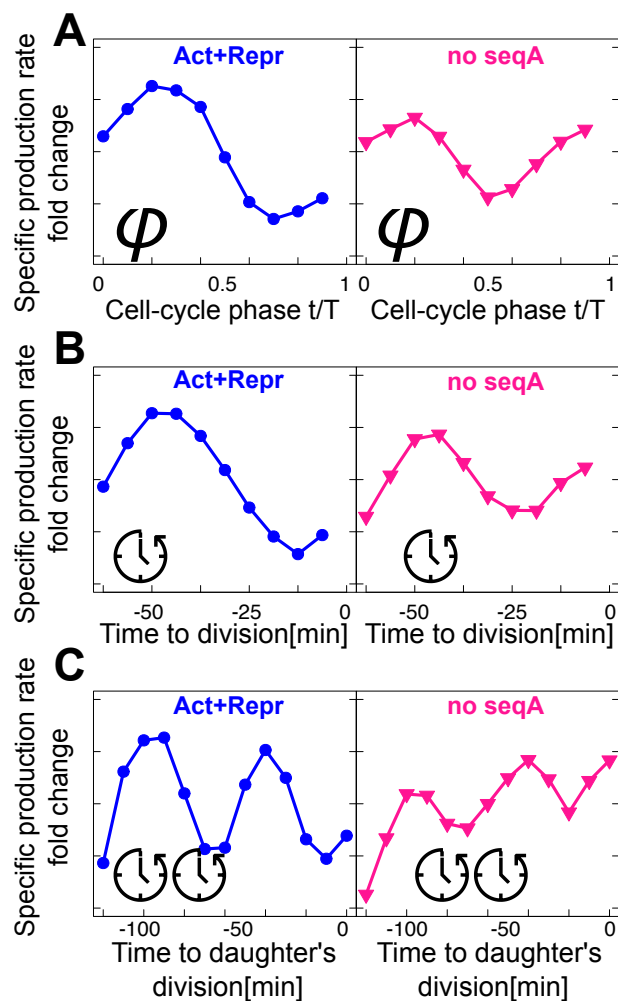 A
Act+Repr
no seqA
Specific production rate
fold change
φ
φ
0
0.5
1
0
0.5
1
Cell-cycle phase t/T
Cell-cycle phase t/T
B
Act+Repr
no seqA
Specific production rate
fold change
-50
-25
0
-50
-25
0
Time to division[min]
Time to division[min]
C
Act+Repr
no seqA
Specific production rate
fold change
-100
-50
0
-100
-50
0
Time to daughter's
division[min]
Time to daughter's
division[min]